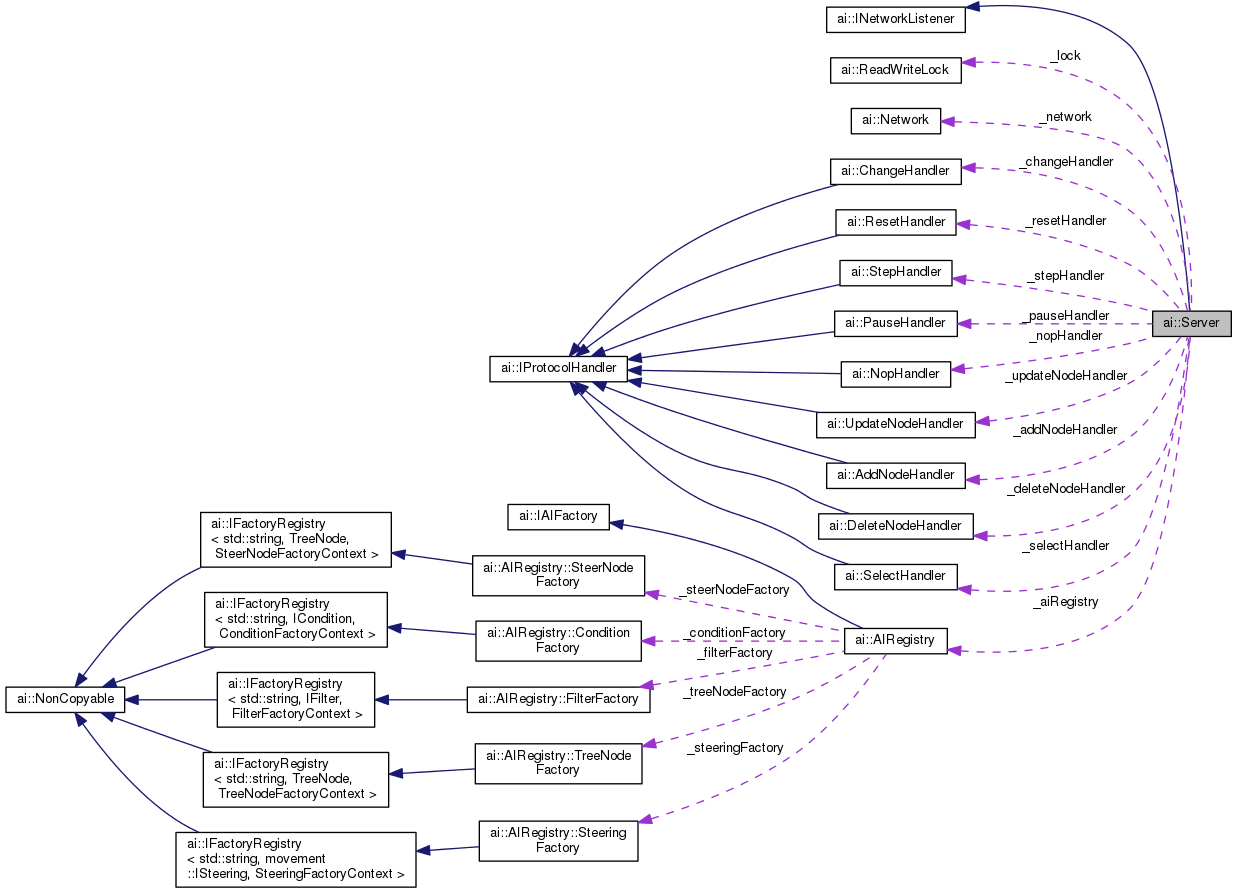 ai::INetworkListener
_lock
ai::ReadWriteLock
_network
ai::Network
_changeHandler
ai::ChangeHandler
_resetHandler
ai::ResetHandler
_stepHandler
ai::StepHandler
_pauseHandler
ai::PauseHandler
ai::Server
_nopHandler
ai::IProtocolHandler
ai::NopHandler
_updateNodeHandler
ai::UpdateNodeHandler
_addNodeHandler
ai::AddNodeHandler
_deleteNodeHandler
ai::DeleteNodeHandler
_selectHandler
ai::SelectHandler
_aiRegistry
ai::AIRegistry
ai::IAIFactory
ai::IFactoryRegistry
< std::string, TreeNode,
SteerNodeFactoryContext >
ai::AIRegistry::SteerNode
Factory
_steerNodeFactory
ai::IFactoryRegistry
< std::string, ICondition,
ConditionFactoryContext >
ai::AIRegistry::Condition
Factory
_conditionFactory
_filterFactory
ai::NonCopyable
ai::IFactoryRegistry
< std::string, IFilter,
FilterFactoryContext >
ai::AIRegistry::FilterFactory
_treeNodeFactory
ai::IFactoryRegistry
< std::string, TreeNode,
TreeNodeFactoryContext >
ai::AIRegistry::TreeNode
Factory
_steeringFactory
ai::IFactoryRegistry
< std::string, movement
::ISteering, SteeringFactoryContext >
ai::AIRegistry::Steering
Factory